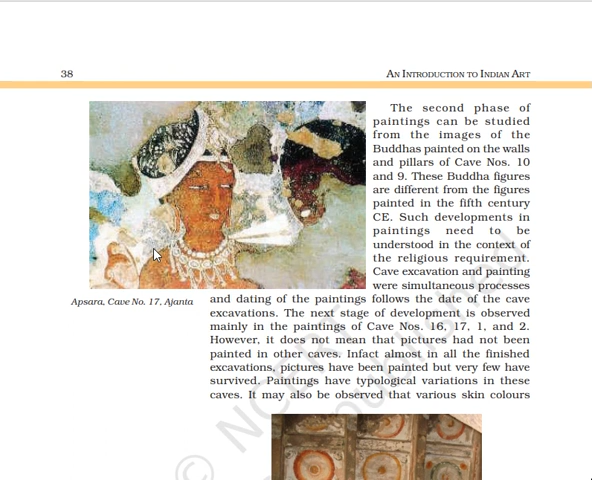 38
AN INTRODUCTION TO INDIAN ART
The second phase of
paintings can be studied
from the images of the
Buddhas painted on the walls
and pillars of Cave Nos. 10
and 9. These Buddha figures
are different from the figures
painted in the fifth century
CE. Such developments in
paintings need to be
understood in the context of
the religious requirement.
Cave excavation and painting
were simultaneous processes
Apsara, Cave No. 17, Ajanta
and dating of the paintings follows the date of the cave
excavations. The next stage of development is observed
mainly in the paintings of Cave Nos. 16, 17, 1, and 2.
However, it does not mean that pictures had not been
painted in other caves. Infact almost in all the finished
excavations, pictures have been painted but very few have
survived. Paintings have typological variations in these
caves. It may also be observed that various skin colours
© NCERT